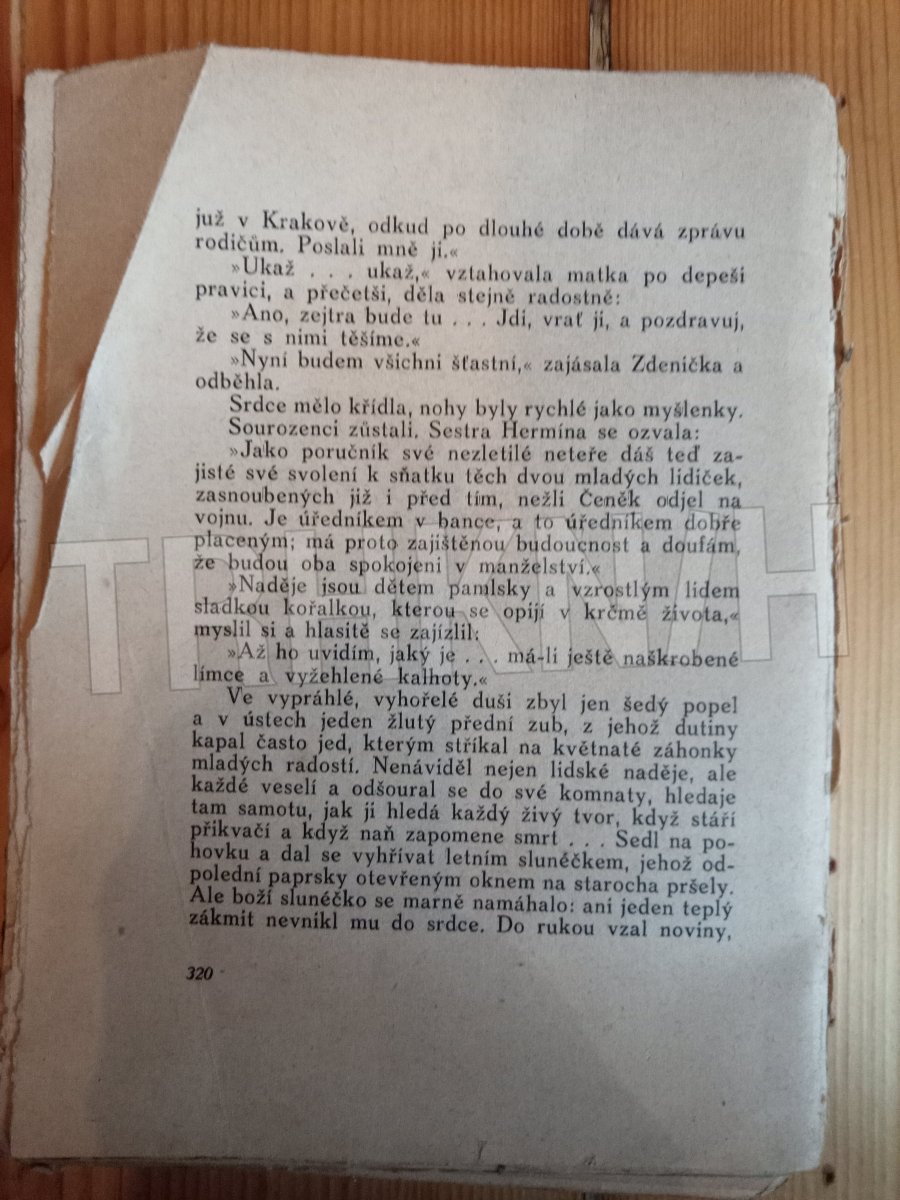 již v Krakově, odkud po dlouhé době dává zprávu
rodičům. Poslali mně ji.«
»Ukaž . . . ukaž,« vztahovala matka po depeši
pravici, a přečetši, děla stejně radostně:
»Ano, zejtra bude tu . . . Jdi, vrať ji, a pozdravuj,
že se s nimi těšíme.«
»Nyní budem všichni šťastní,« zajásala Zdenička a
odběhla.
Srdce mělo křídla, nohy byly rychlé jako myšlenky.
Sourozenci zůstali. Sestra Hermína se ozvala:
»Jako poručník své nezletilé neteře dáš teď za-
jisté své svolení k sňatku těch dvou mladých lidiček,
zasnoubených již i před tím, nežli Čeněk odjel na
vojnu. Je úředníkem v bance, a to úředníkem dobře
placeným; má proto zajištěnou budoucnost a doufám,
že budou oba spokojeni v manželství.«
»Naděje jsou dětem pamlsky a vzrostlým lidem
sladkou kořalkou, kterou se opíjí v krčmě života,«
myslil si a hlasitě se zajízlil:
»Až ho uvidím, jaký je . . . má-li ještě naškrobené
límce a vyžehlené kalhoty.«
Ve vyprahlé, vyhořelé duši zbyl jen šedý popel
a v ústech jeden žlutý přední zub, z jehož dutiny
kapal často jed, kterým stříkal na květnaté záhonky
mladých radostí. Nenáviděl nejen lidské naděje, ale
každé veselí a odšoural se do své komnaty, hledaje
tam samotu, jak ji hledá každý živý tvor, když stáří
přikvačí a když naň zapomene smrt . . . Sedl na po-
hovku a dal se vyhřívat letním slunéčkem, jehož od-
polední paprsky otevřeným oknem na starocha pršely.
Ale boží slunéčko se marně namáhalo: ani jeden teplý
zákmit nevnikl mu do srdce. Do rukou vzal noviny,
320